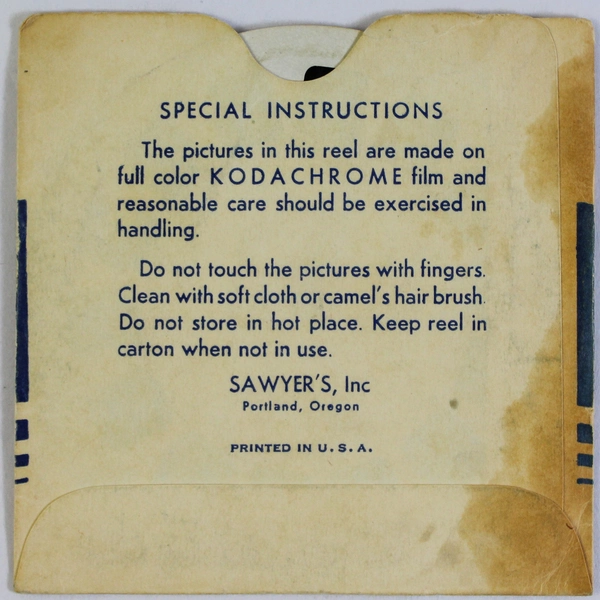 SPECIAL INSTRUCTIONS
The pictures in this reel are made on
full color KODACHROME film and
reasonable care should be exercised in
handling.
Do not touch the pictures with fingers.
Clean with soft cloth or camel's hair brush.
Do not store in hot place. Keep reel in
carton when not in use.
SAWYER'S, Inc
Portland, Oregon
PRINTED IN U. S. A.